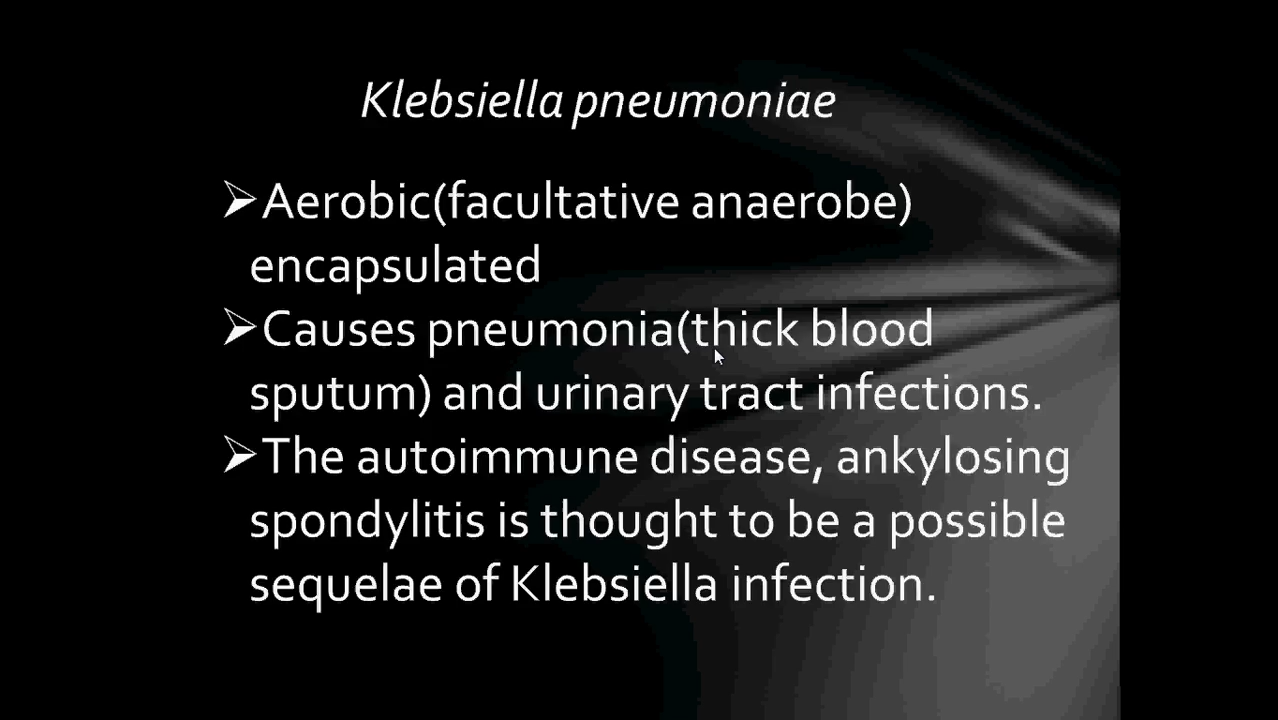 Klebsiella pneumoniae
➢Aerobic(facultative anaerobe)
encapsulated
➢Causes pneumonia(thick blood
sputum) and urinary tract infections.
➢The autoimmune disease, ankylosing
spondylitis is thought to be a possible
sequelae of Klebsiella infection.